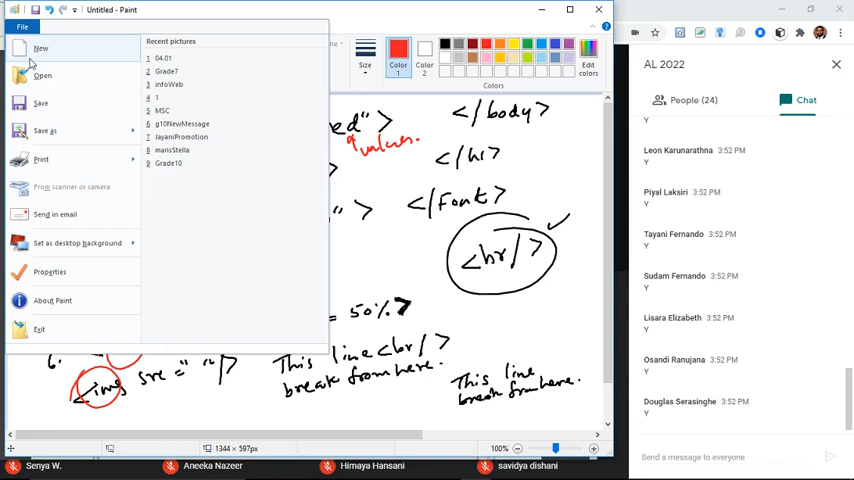 Untitled - Paint
File
New
Open
Save
Save as
Print
From scanner or camera
Send in email
Set as desktop background
Properties
About Paint
Exit
Recent pictures
1 04.01
2 Grade7
3 infoWeb
4 1
5 MSC
6 g10NewMessage
7 JayaniPromotion
8 marisStella
9 Grade10
Size
Color 1
Color 2
Edit colors
Colors
ed">
values.
</body>
</h1>
" >
</Font>
<hr/>
= 50%>
6.
<img src=" "/>
This line <br/>
break from here.
This line
break from here.
1344 × 597px
100%
Senya W.
Aneeka Nazeer
Himaya Hansani
savidya dishani
AL 2022
People (24)
Chat
Y
Leon Karunarathna 3:52 PM
Y
Piyal Laksiri 3:52 PM
Y
Tayani Fernando 3:52 PM
Y
Sudam Fernando 3:52 PM
Y
Lisara Elizabeth 3:52 PM
Y
Osandi Ranujana 3:52 PM
Y
Douglas Serasinghe 3:52 PM
Y
Send a message to everyone